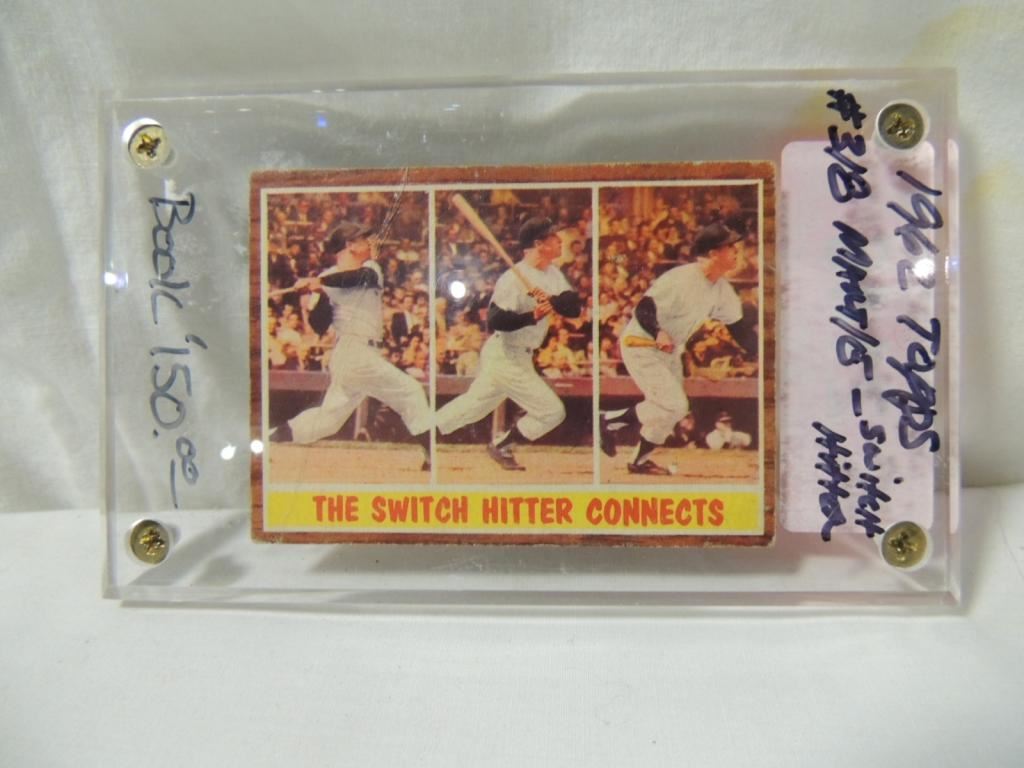 1962 Topps
#318 Mantle - Switch
Hitter
Book '150.00
THE SWITCH HITTER CONNECTS